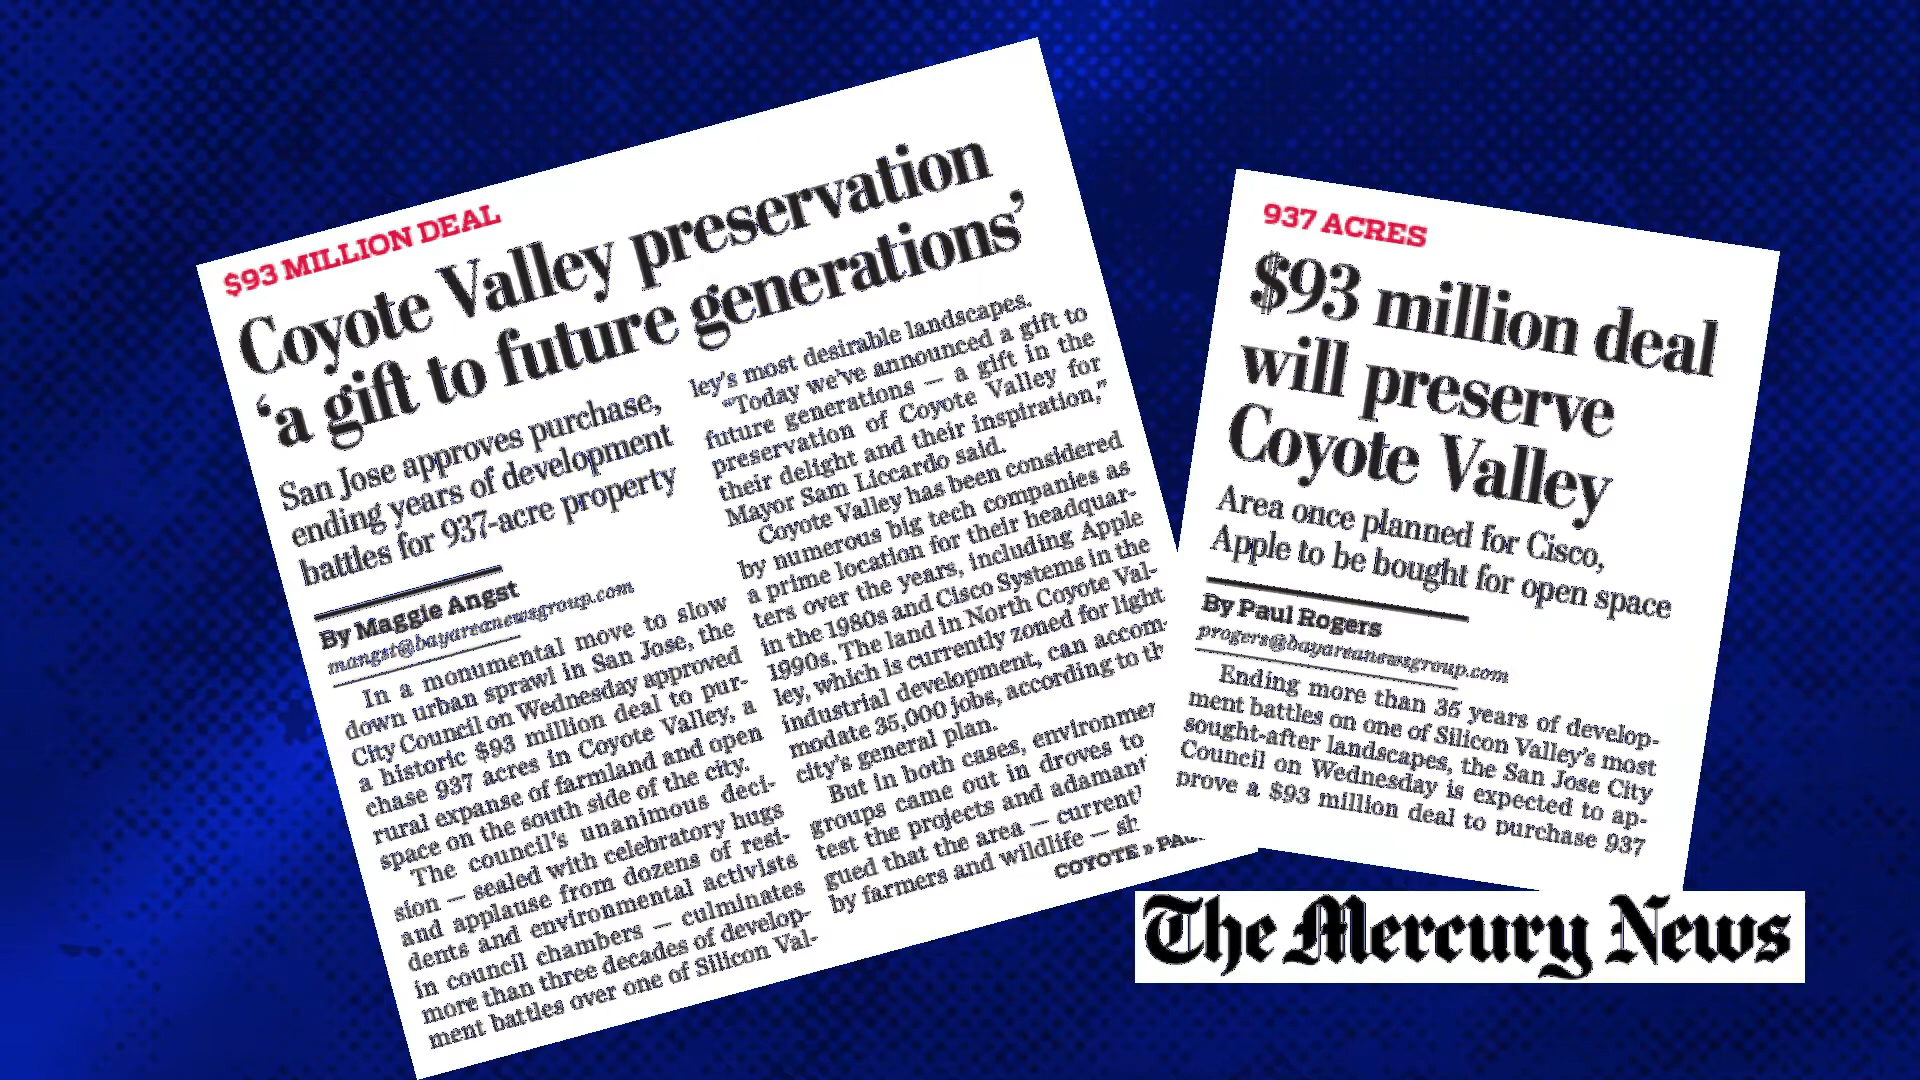 $93 MILLION DEAL
Coyote Valley preservation
‘a gift to future generations’
San Jose approves purchase,
ending years of development
battles for 937-acre property
By Maggie Angst
mangst@bayareanewsgroup.com
In a monumental move to slow
down urban sprawl in San Jose, the
City Council on Wednesday approved
a historic $93 million deal to pur-
chase 937 acres in Coyote Valley, a
rural expanse of farmland and open
space on the south side of the city.
The council's unanimous deci-
sion — sealed with celebratory hugs
and applause from dozens of resi-
dents and environmental activists
in council chambers — culminates
more than three decades of develop-
ment battles over one of Silicon Val-
ley's most desirable landscapes.
“Today we've announced a gift to
future generations — a gift in the
preservation of Coyote Valley for
their delight and their inspiration,”
Mayor Sam Liccardo said.
Coyote Valley has been considered
by numerous big tech companies as
a prime location for their headquar-
ters over the years, including Apple
in the 1980s and Cisco Systems in the
1990s. The land in North Coyote Val-
ley, which is currently zoned for light
industrial development, can accom-
modate 35,000 jobs, according to th
city's general plan.
But in both cases, environmen
groups came out in droves to
test the projects and adamant
gued that the area — currentl
by farmers and wildlife — sh
COYOTE » PAG
937 ACRES
$93 million deal
will preserve
Coyote Valley
Area once planned for Cisco,
Apple to be bought for open space
By Paul Rogers
progers@bayareanewsgroup.com
Ending more than 35 years of develop-
ment battles on one of Silicon Valley's most
sought-after landscapes, the San Jose City
Council on Wednesday is expected to ap-
prove a $93 million deal to purchase 937
The Mercury News